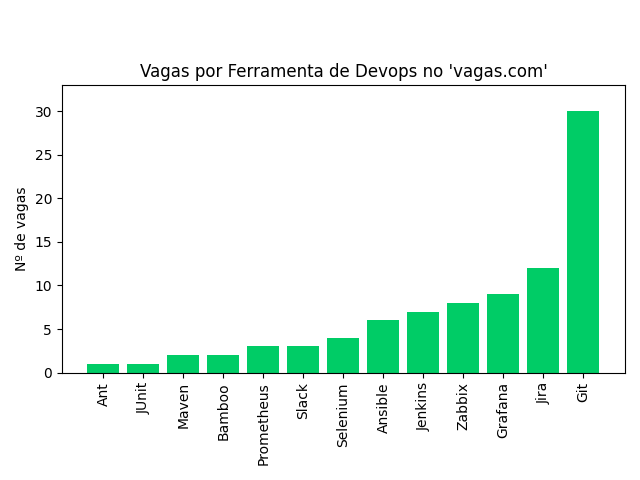 Vagas por Ferramenta de Devops no 'vagas.com'
Nº de vagas
30
25
20
15
10
5
0
Ant
JUnit
Maven
Bamboo
Prometheus
Slack
Selenium
Ansible
Jenkins
Zabbix
Grafana
Jira
Git